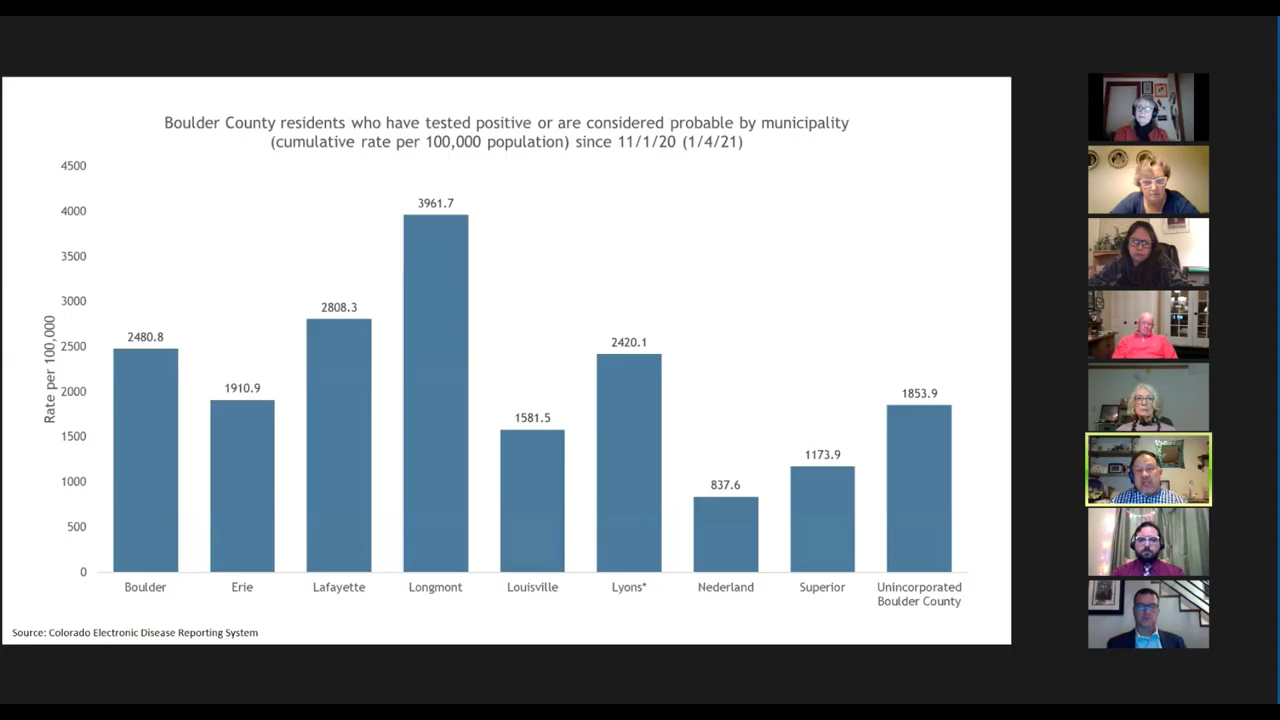 Boulder County residents who have tested positive or are considered probable by municipality
(cumulative rate per 100,000 population) since 11/1/20 (1/4/21)
Rate per 100,000
4500
4000
3500
3000
2500
2000
1500
1000
500
0
2480.8
1910.9
2808.3
3961.7
1581.5
2420.1
837.6
1173.9
1853.9
Boulder
Erie
Lafayette
Longmont
Louisville
Lyons*
Nederland
Superior
Unincorporated
Boulder County
Source: Colorado Electronic Disease Reporting System